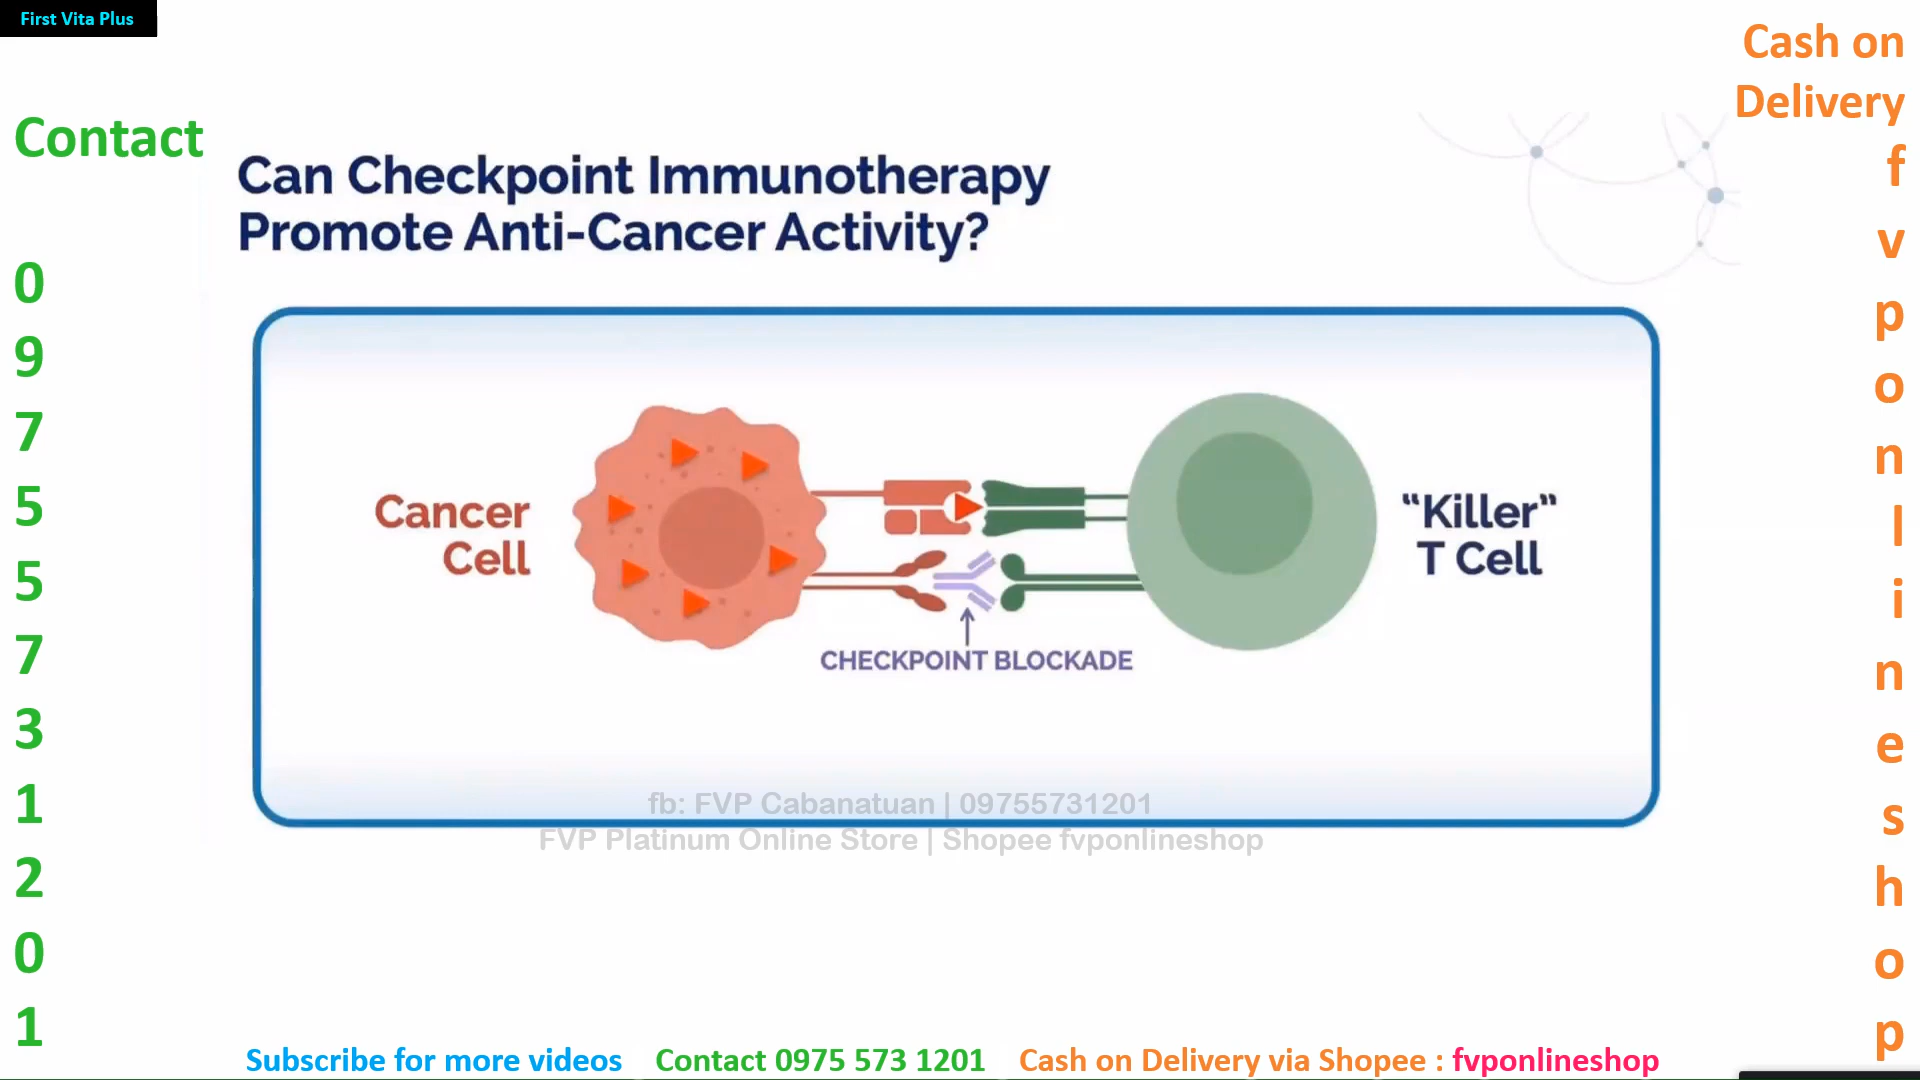 First Vita Plus
Cash on
Delivery
f
v
p
o
n
l
i
n
e
s
h
o
p
Contact
0
9
7
5
5
7
3
1
2
0
1
Can Checkpoint Immunotherapy
Promote Anti-Cancer Activity?
Cancer
Cell
“Killer”
T Cell
CHECKPOINT BLOCKADE
fb: FVP Cabanatuan | 09755731201
FVP Platinum Online Store | Shopee fvponlineshop
Subscribe for more videos Contact 0975 573 1201 Cash on Delivery via Shopee : fvponlineshop